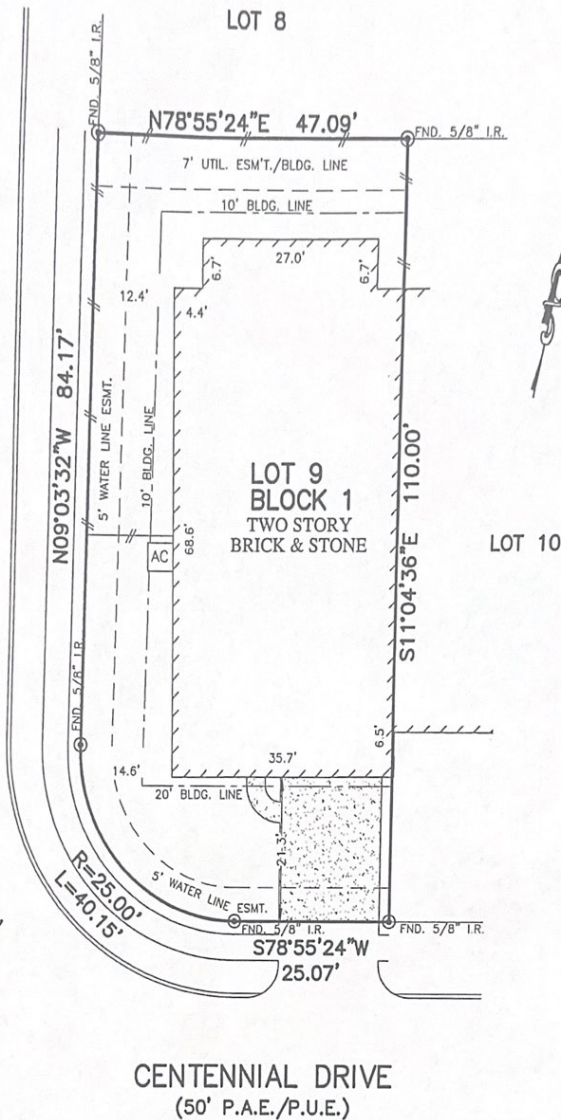 LOT 8
FND. 5/8" I.R.
N78°55'24"E 47.09'
FND. 5/8" I.R.
7' UTIL. ESM'T./BLDG. LINE
10' BLDG. LINE
27.0'
6.7'
6.7'
12.4'
4.4'
N09°03'32"W 84.17'
5' WATER LINE ESMT.
10' BLDG. LINE
LOT 9
BLOCK 1
TWO STORY
BRICK & STONE
S11°04'36"E 110.00'
LOT 10
68.6'
AC
FND. 5/8" I.R.
6.5'
35.7'
14.6'
20' BLDG. LINE
21.3'
R=25.00'
L=40.15'
5' WATER LINE ESMT.
FND. 5/8" I.R.
FND. 5/8" I.R.
S78°55'24"W
25.07'
CENTENNIAL DRIVE
(50' P.A.E./P.U.E.)